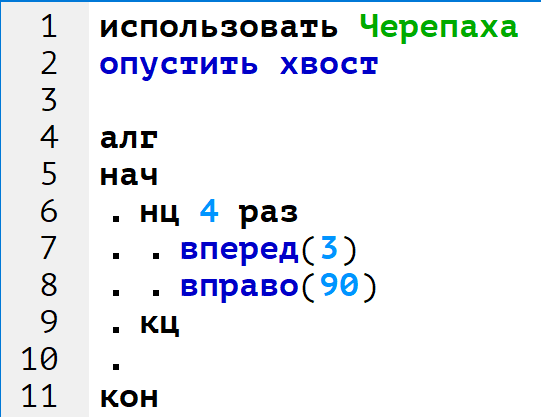 1 использовать Черепаха
2 опустить хвост
3
4 алг
5 нач
6 . нц 4 раз
7 . . вперед(3)
8 . . вправо(90)
9 . кц
10 .
11 кон